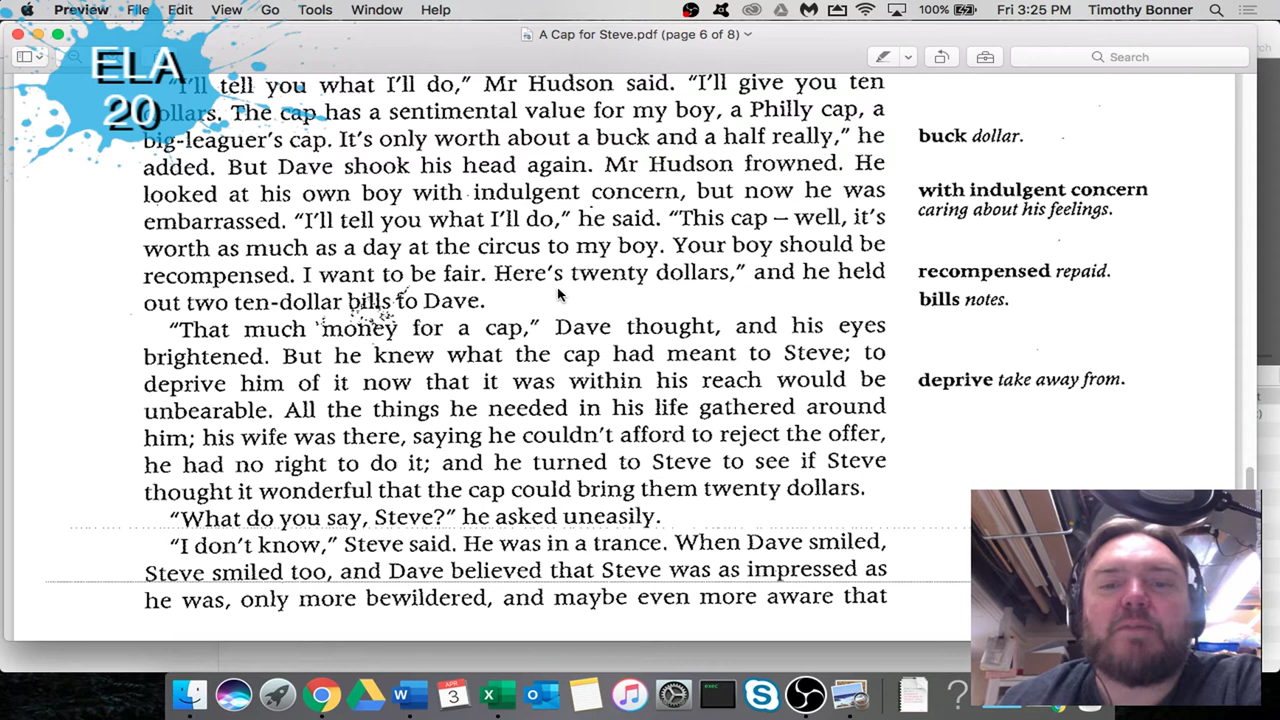 Preview File Edit View Go Tools Window Help 100% Fri 3:25 PM Timothy Bonner
A Cap for Steve.pdf (page 6 of 8)
Search
ELA
20
“I’ll tell you what I’ll do,” Mr Hudson said. “I’ll give you ten
dollars. The cap has a sentimental value for my boy, a Philly cap, a
big-leaguer’s cap. It’s only worth about a buck and a half really,” he
added. But Dave shook his head again. Mr Hudson frowned. He
looked at his own boy with indulgent concern, but now he was
embarrassed. “I’ll tell you what I’ll do,” he said. “This cap – well, it’s
worth as much as a day at the circus to my boy. Your boy should be
recompensed. I want to be fair. Here’s twenty dollars,” and he held
out two ten-dollar bills to Dave.
“That much money for a cap,” Dave thought, and his eyes
brightened. But he knew what the cap had meant to Steve; to
deprive him of it now that it was within his reach would be
unbearable. All the things he needed in his life gathered around
him; his wife was there, saying he couldn’t afford to reject the offer,
he had no right to do it; and he turned to Steve to see if Steve
thought it wonderful that the cap could bring them twenty dollars.
“What do you say, Steve?” he asked uneasily.
“I don’t know,” Steve said. He was in a trance. When Dave smiled,
Steve smiled too, and Dave believed that Steve was as impressed as
he was, only more bewildered, and maybe even more aware that
buck dollar.
with indulgent concern
caring about his feelings.
recompensed repaid.
bills notes.
deprive take away from.
APR
3